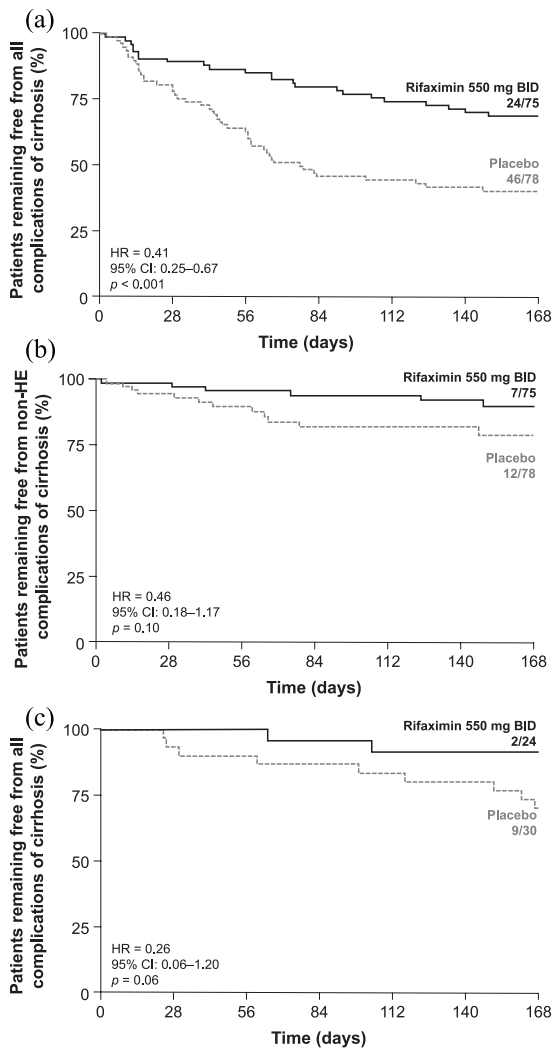 (a)
Patients remaining free from all
complications of cirrhosis (%)
100
75
50
25
0
Rifaximin 550 mg BID
24/75
Placebo
46/78
HR = 0.41
95% CI: 0.25–0.67
p < 0.001
0 28 56 84 112 140 168
Time (days)
(b)
Patients remaining free from non-HE
complications of cirrhosis (%)
100
75
50
25
0
Rifaximin 550 mg BID
7/75
Placebo
12/78
HR = 0.46
95% CI: 0.18–1.17
p = 0.10
0 28 56 84 112 140 168
Time (days)
(c)
Patients remaining free from all
complications of cirrhosis (%)
100
75
50
25
0
Rifaximin 550 mg BID
2/24
Placebo
9/30
HR = 0.26
95% CI: 0.06–1.20
p = 0.06
0 28 56 84 112 140 168
Time (days)